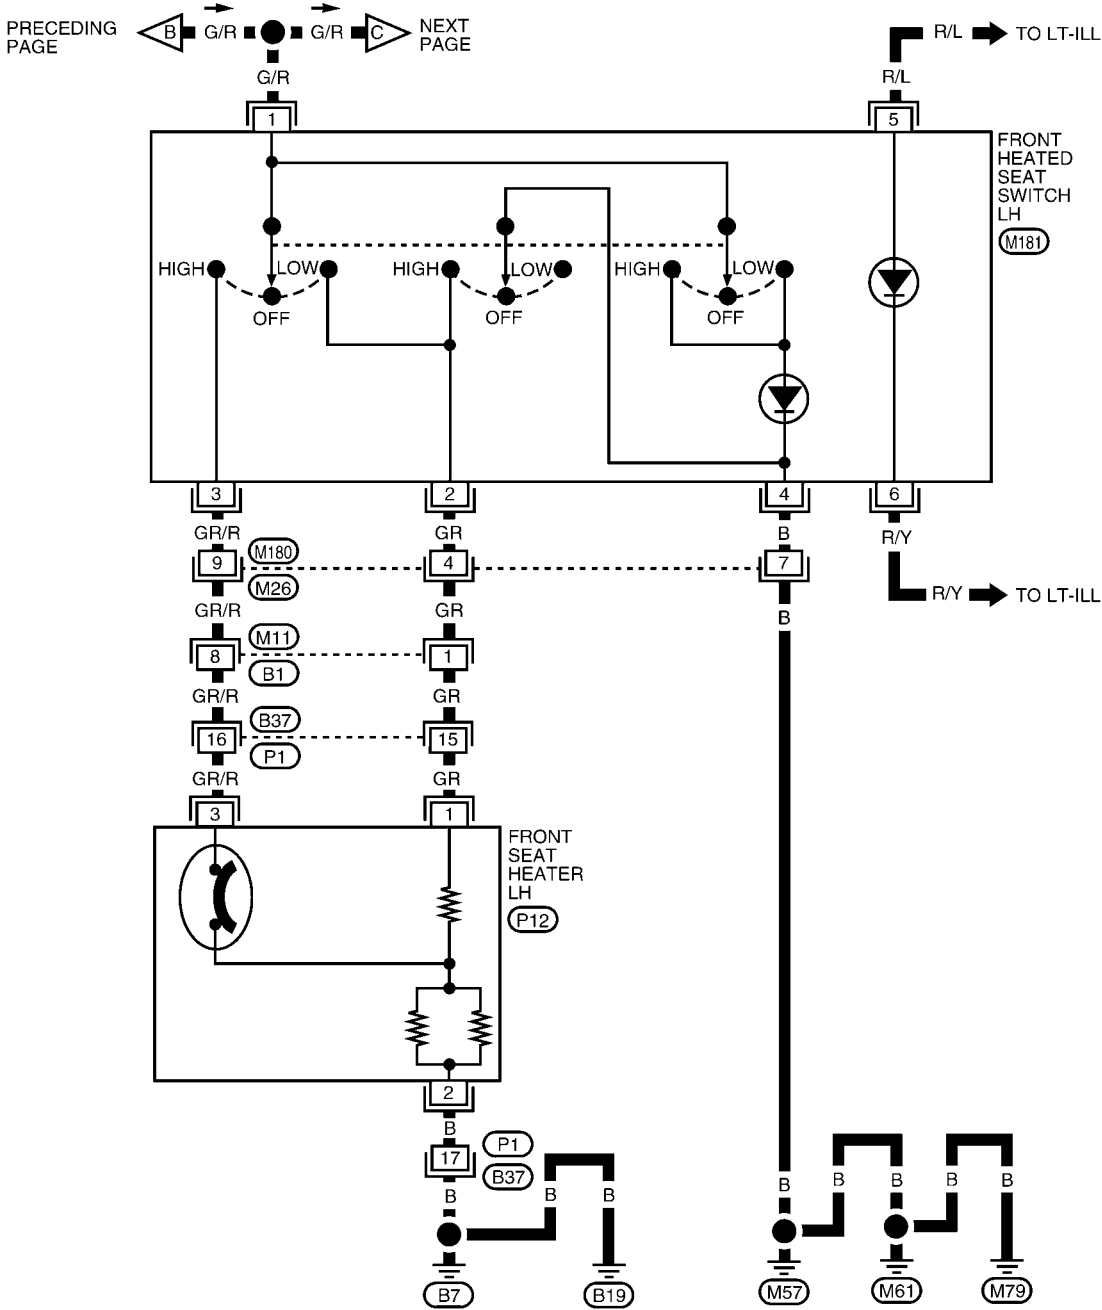 PRECEDING
PAGE
B
G/R
G/R
C
NEXT
PAGE
R/L
TO LT-ILL
G/R
R/L
1
5
FRONT
HEATED
SEAT
SWITCH
LH
M181
HIGH
LOW
HIGH
LOW
HIGH
LOW
OFF
OFF
OFF
3
2
4
6
GR/R
GR
B
R/Y
9
M180
M26
4
7
R/Y
TO LT-ILL
GR/R
GR
B
8
M11
B1
1
GR/R
GR
16
B37
P1
15
GR/R
GR
3
1
FRONT
SEAT
HEATER
LH
P12
2
B
17
P1
B37
B
B
B
B
B
B
B
B
B7
B19
M57
M61
M79